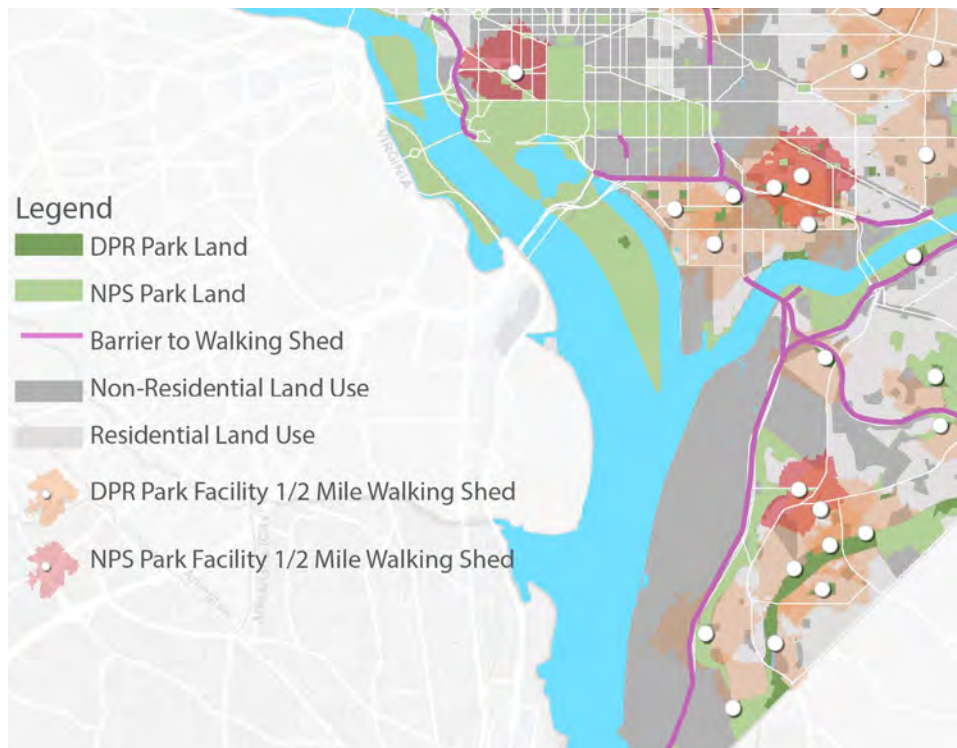 VIRGINIA
Legend
DPR Park Land
NPS Park Land
Barrier to Walking Shed
Non-Residential Land Use
Residential Land Use
DPR Park Facility 1/2 Mile Walking Shed
NPS Park Facility 1/2 Mile Walking Shed